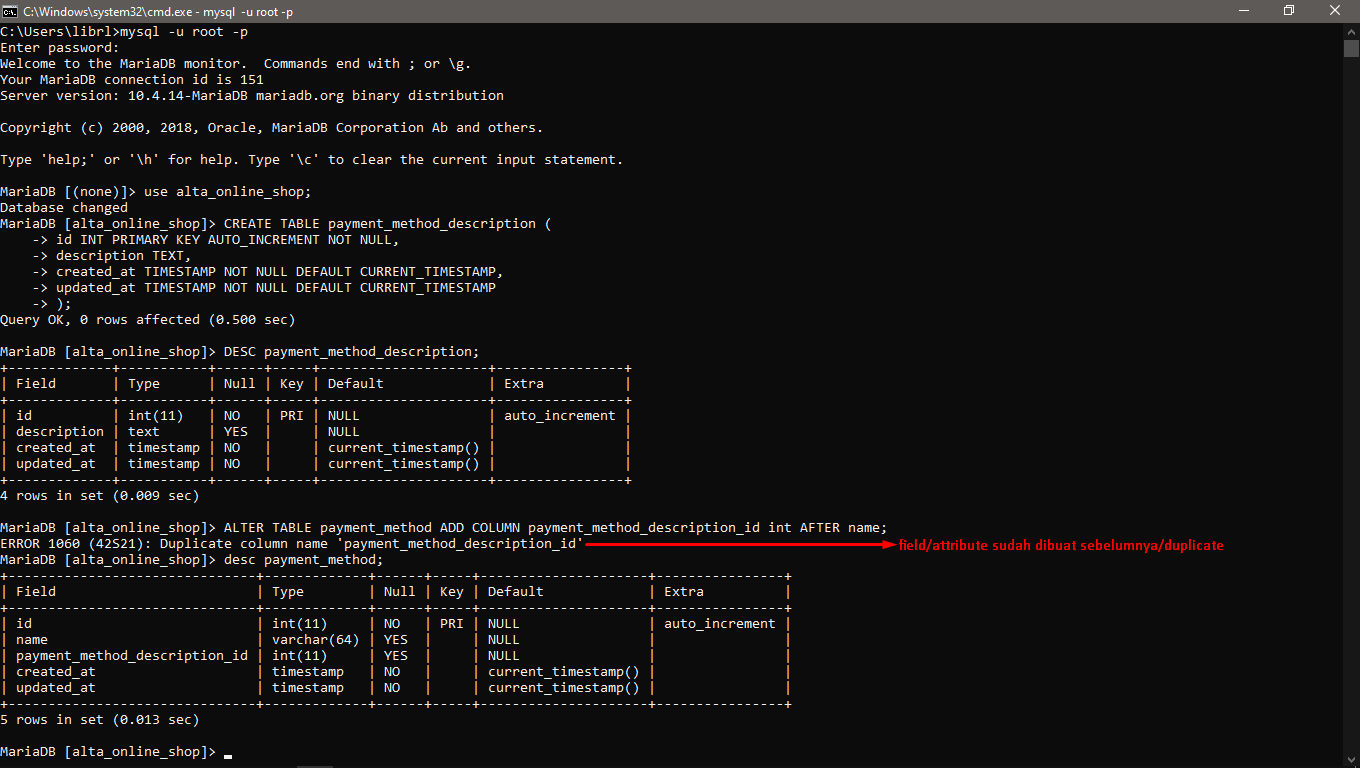 C:\Windows\system32\cmd.exe - mysql  -u root -p
C:\Users\librl>mysql -u root -p
Enter password:
Welcome to the MariaDB monitor.  Commands end with ; or \g.
Your MariaDB connection id is 151
Server version: 10.4.14-MariaDB mariadb.org binary distribution

Copyright (c) 2000, 2018, Oracle, MariaDB Corporation Ab and others.

Type 'help;' or '\h' for help. Type '\c' to clear the current input statement.

MariaDB [(none)]> use alta_online_shop;
Database changed
MariaDB [alta_online_shop]> CREATE TABLE payment_method_description (
    -> id INT PRIMARY KEY AUTO_INCREMENT NOT NULL,
    -> description TEXT,
    -> created_at TIMESTAMP NOT NULL DEFAULT CURRENT_TIMESTAMP,
    -> updated_at TIMESTAMP NOT NULL DEFAULT CURRENT_TIMESTAMP
    -> );
Query OK, 0 rows affected (0.500 sec)

MariaDB [alta_online_shop]> DESC payment_method_description;
+-------------+-----------+------+-----+---------------------+----------------+
| Field       | Type      | Null | Key | Default             | Extra          |
+-------------+-----------+------+-----+---------------------+----------------+
| id          | int(11)   | NO   | PRI | NULL                | auto_increment |
| description | text      | YES  |     | NULL                |                |
| created_at  | timestamp | NO   |     | current_timestamp() |                |
| updated_at  | timestamp | NO   |     | current_timestamp() |                |
+-------------+-----------+------+-----+---------------------+----------------+
4 rows in set (0.009 sec)

MariaDB [alta_online_shop]> ALTER TABLE payment_method ADD COLUMN payment_method_description_id int AFTER name;
ERROR 1060 (42S21): Duplicate column name 'payment_method_description_id' field/attribute sudah dibuat sebelumnya/duplicate
MariaDB [alta_online_shop]> desc payment_method;
+-------------------------------+-------------+------+-----+---------------------+----------------+
| Field                         | Type        | Null | Key | Default             | Extra          |
+-------------------------------+-------------+------+-----+---------------------+----------------+
| id                            | int(11)     | NO   | PRI | NULL                | auto_increment |
| name                          | varchar(64) | YES  |     | NULL                |                |
| payment_method_description_id | int(11)     | YES  |     | NULL                |                |
| created_at                    | timestamp   | NO   |     | current_timestamp() |                |
| updated_at                    | timestamp   | NO   |     | current_timestamp() |                |
+-------------------------------+-------------+------+-----+---------------------+----------------+
5 rows in set (0.013 sec)

MariaDB [alta_online_shop]> _